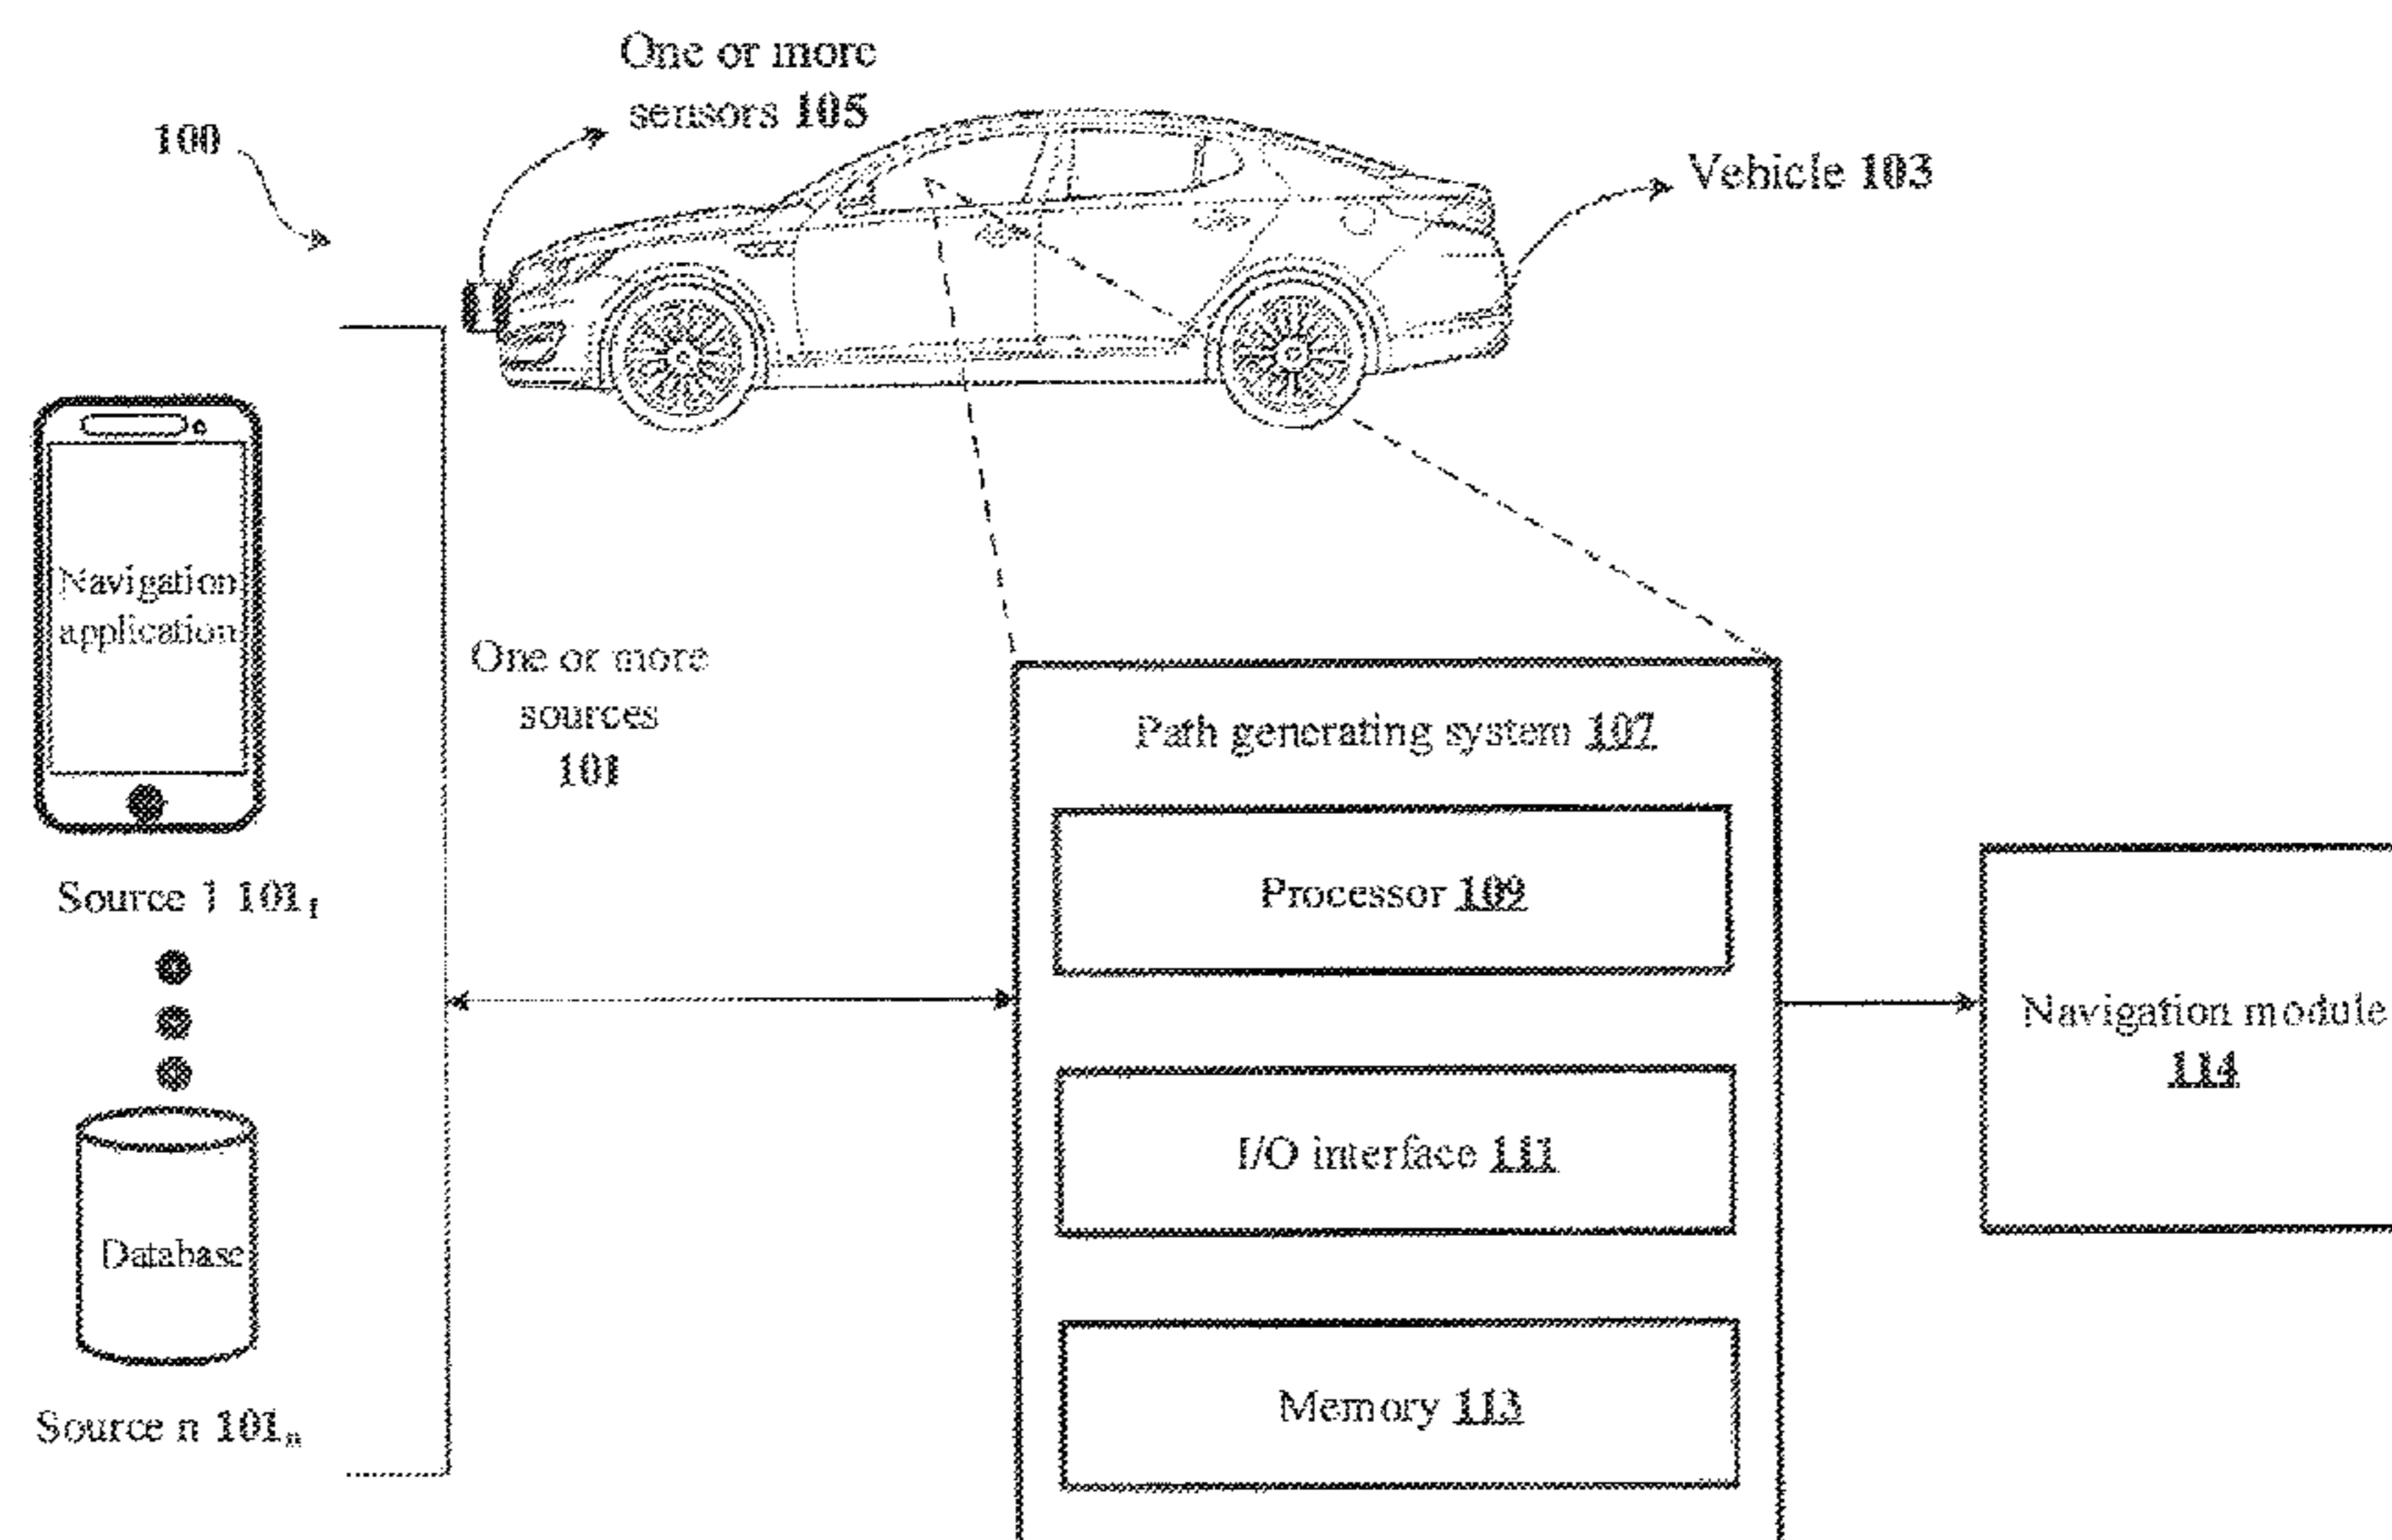 One or more
sensors 105
100
Vehicle 103
Navigation
application
One or more
sources
101
Source 1 101₁
Database
Source n 101ₙ
Path generating system 107
Processor 109
I/O interface 111
Memory 113
Navigation module
114